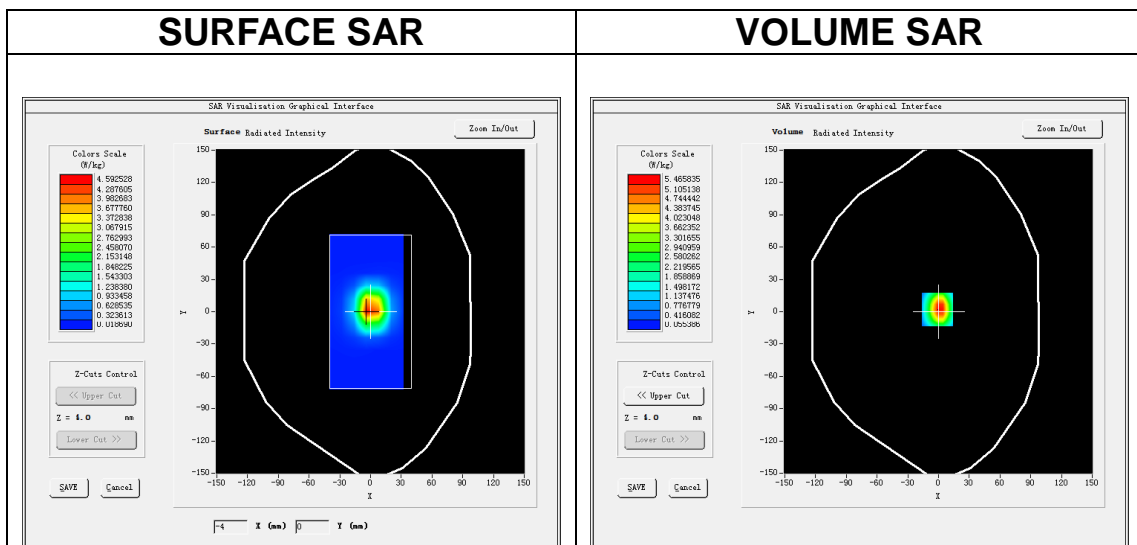 SURFACE SAR
VOLUME SAR
SAR Visualisation Graphical Interface
Surface Radiated Intensity
Zoom In/Out
Colors Scale
(W/kg)
4.592528
4.287605
3.982683
3.677760
3.372838
3.067915
2.762993
2.458070
2.153148
1.848225
1.543303
1.238380
0.933458
0.628535
0.323613
0.018690
Z-Cuts Control
<< Upper Cut
Z = 4.0 mm
Lower Cut >>
SAVE
Cancel
150
120
90
60
30
0
-30
-60
-90
-120
-150
Y
-150 -120 -90 -60 -30 0 30 60 90 120 150
X
-4 X (mm) 0 Y (mm)
SAR Visualisation Graphical Interface
Volume Radiated Intensity
Zoom In/Out
Colors Scale
(W/kg)
5.465835
5.105138
4.744442
4.383745
4.023048
3.662352
3.301655
2.940959
2.580262
2.219565
1.858869
1.498172
1.137476
0.776779
0.416082
0.055386
Z-Cuts Control
<< Upper Cut
Z = 4.0 mm
Lower Cut >>
SAVE
Cancel
150
120
90
60
30
0
-30
-60
-90
-120
-150
Y
-150 -120 -90 -60 -30 0 30 60 90 120 150
X